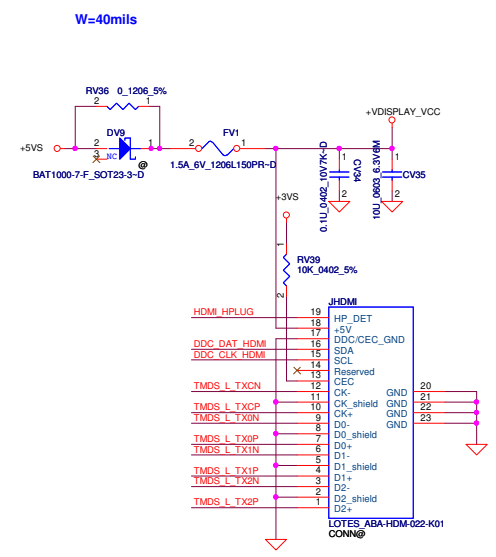 W=40mils
RV36 0_1206_5%
2 1
+VDISPLAY_VCC
DV9
FV1
+5VS
2 1 2 1
3 NC
@
BAT1000-7-F_SOT23-3~D
1.5A_6V_1206L150PR~D
0.1U_0402_10V7K~D
CV34
1
2
10U_0603_6.3V6M
CV35
1
2
+3VS
1
RV39
10K_0402_5%
2
JHDMI
HDMI_HPLUG 19 HP_DET
18 +5V
17 DDC/CEC_GND
DDC_DAT_HDMI 16 SDA
DDC_CLK_HDMI 15 SCL
14 Reserved
13 CEC
TMDS_L_TXCN 12 CK- GND 20
11 CK_shield GND 21
TMDS_L_TXCP 10 CK+ GND 22
TMDS_L_TX0N 9 D0- GND 23
8 D0_shield
TMDS_L_TX0P 7 D0+
TMDS_L_TX1N 6 D1-
5 D1_shield
TMDS_L_TX1P 4 D1+
TMDS_L_TX2N 3 D2-
2 D2_shield
TMDS_L_TX2P 1 D2+
LOTES_ABA-HDM-022-K01
CONN@